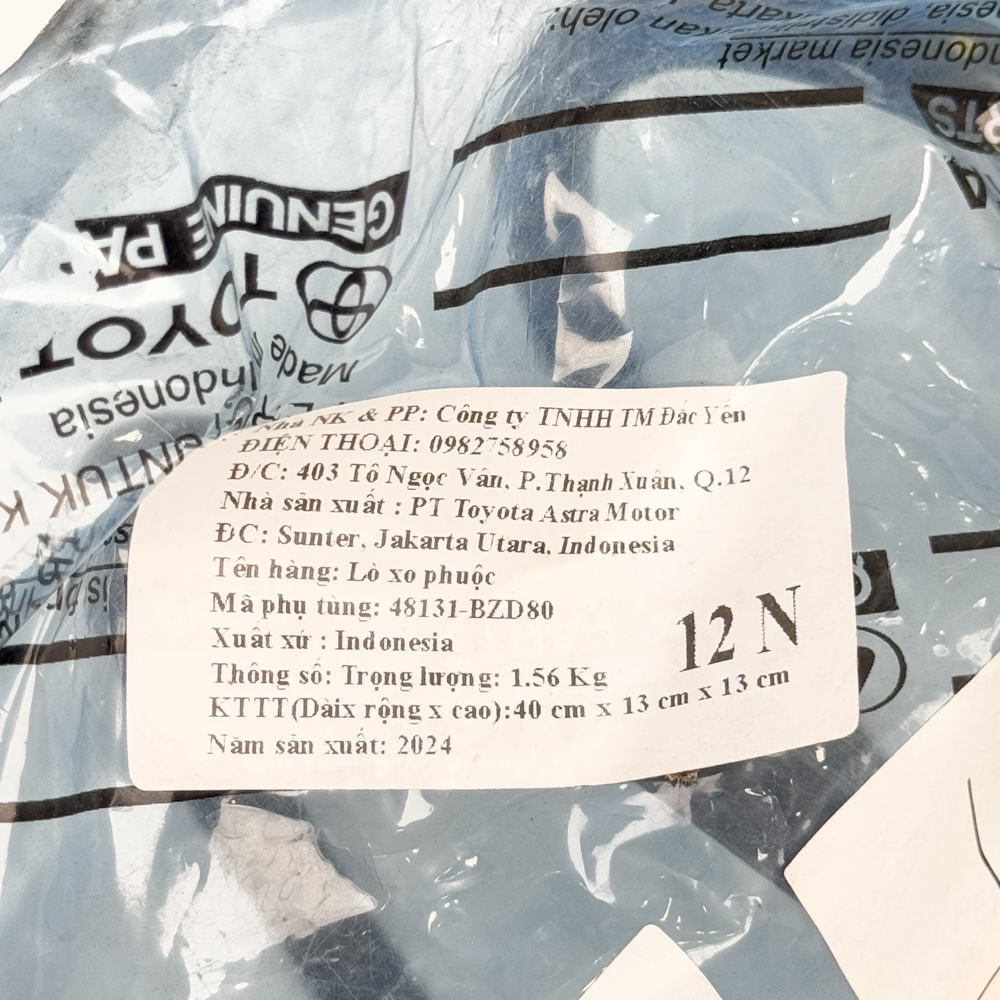 Nhà NK & PP: Công ty TNHH TM Đắc Yến
ĐIỆN THOẠI: 0982758958
Đ/C: 403 Tô Ngọc Vân, P.Thạnh Xuân, Q.12
Nhà sản xuất : PT Toyota Astra Motor
ĐC: Sunter, Jakarta Utara, Indonesia
Tên hàng: Lò xo phuộc
Mã phụ tùng: 48131-BZD80
Xuất xứ : Indonesia
12 N
Thông số: Trọng lượng: 1.56 Kg
KTTT(Dàix rộng x cao):40 cm x 13 cm x 13 cm
Năm sản xuất: 2024
GENUINE PA
TOYOT
Made in Indonesia
UNTUK K
Indonesia market